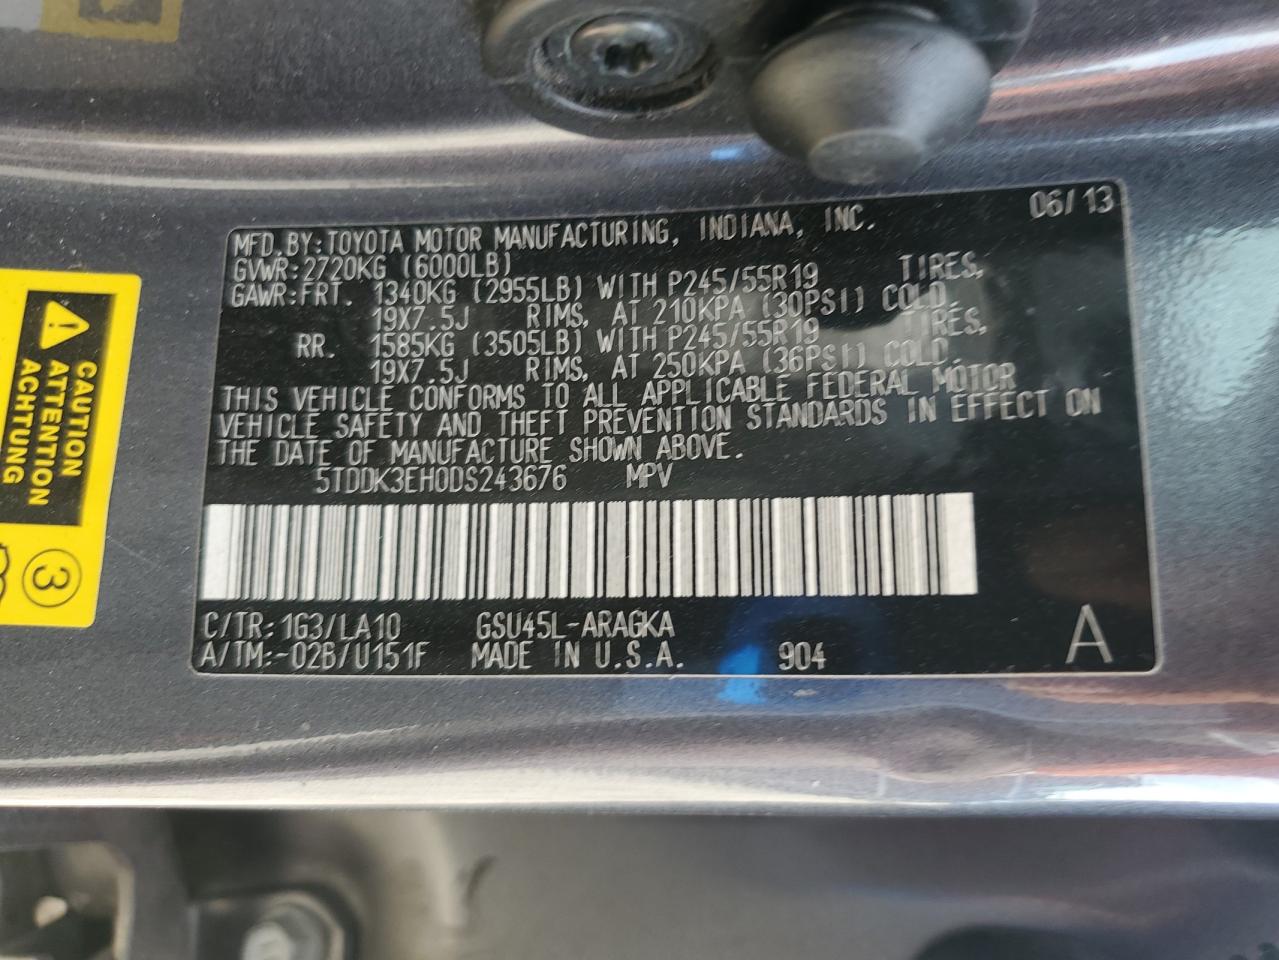 06/13
MFD.BY:TOYOTA MOTOR MANUFACTURING, INDIANA, INC.
GVWR:2720KG (6000LB)
GAWR:FRT. 1340KG (2955LB) WITH P245/55R19 TIRES,
19X7.5J RIMS, AT 210KPA (30PSI) COLD.
RR. 1585KG (3505LB) WITH P245/55R19 TIRES,
19X7.5J RIMS, AT 250KPA (36PSI) COLD.
THIS VEHICLE CONFORMS TO ALL APPLICABLE FEDERAL MOTOR
VEHICLE SAFETY AND THEFT PREVENTION STANDARDS IN EFFECT ON
THE DATE OF MANUFACTURE SHOWN ABOVE.
5TDDK3EH0DS243676 MPV
C/TR:1G3/LA10 GSU45L-ARAGKA
A/TM:-02B/U151F MADE IN U.S.A. 904 A
CAUTION
ATTENTION
ACHTUNG
3